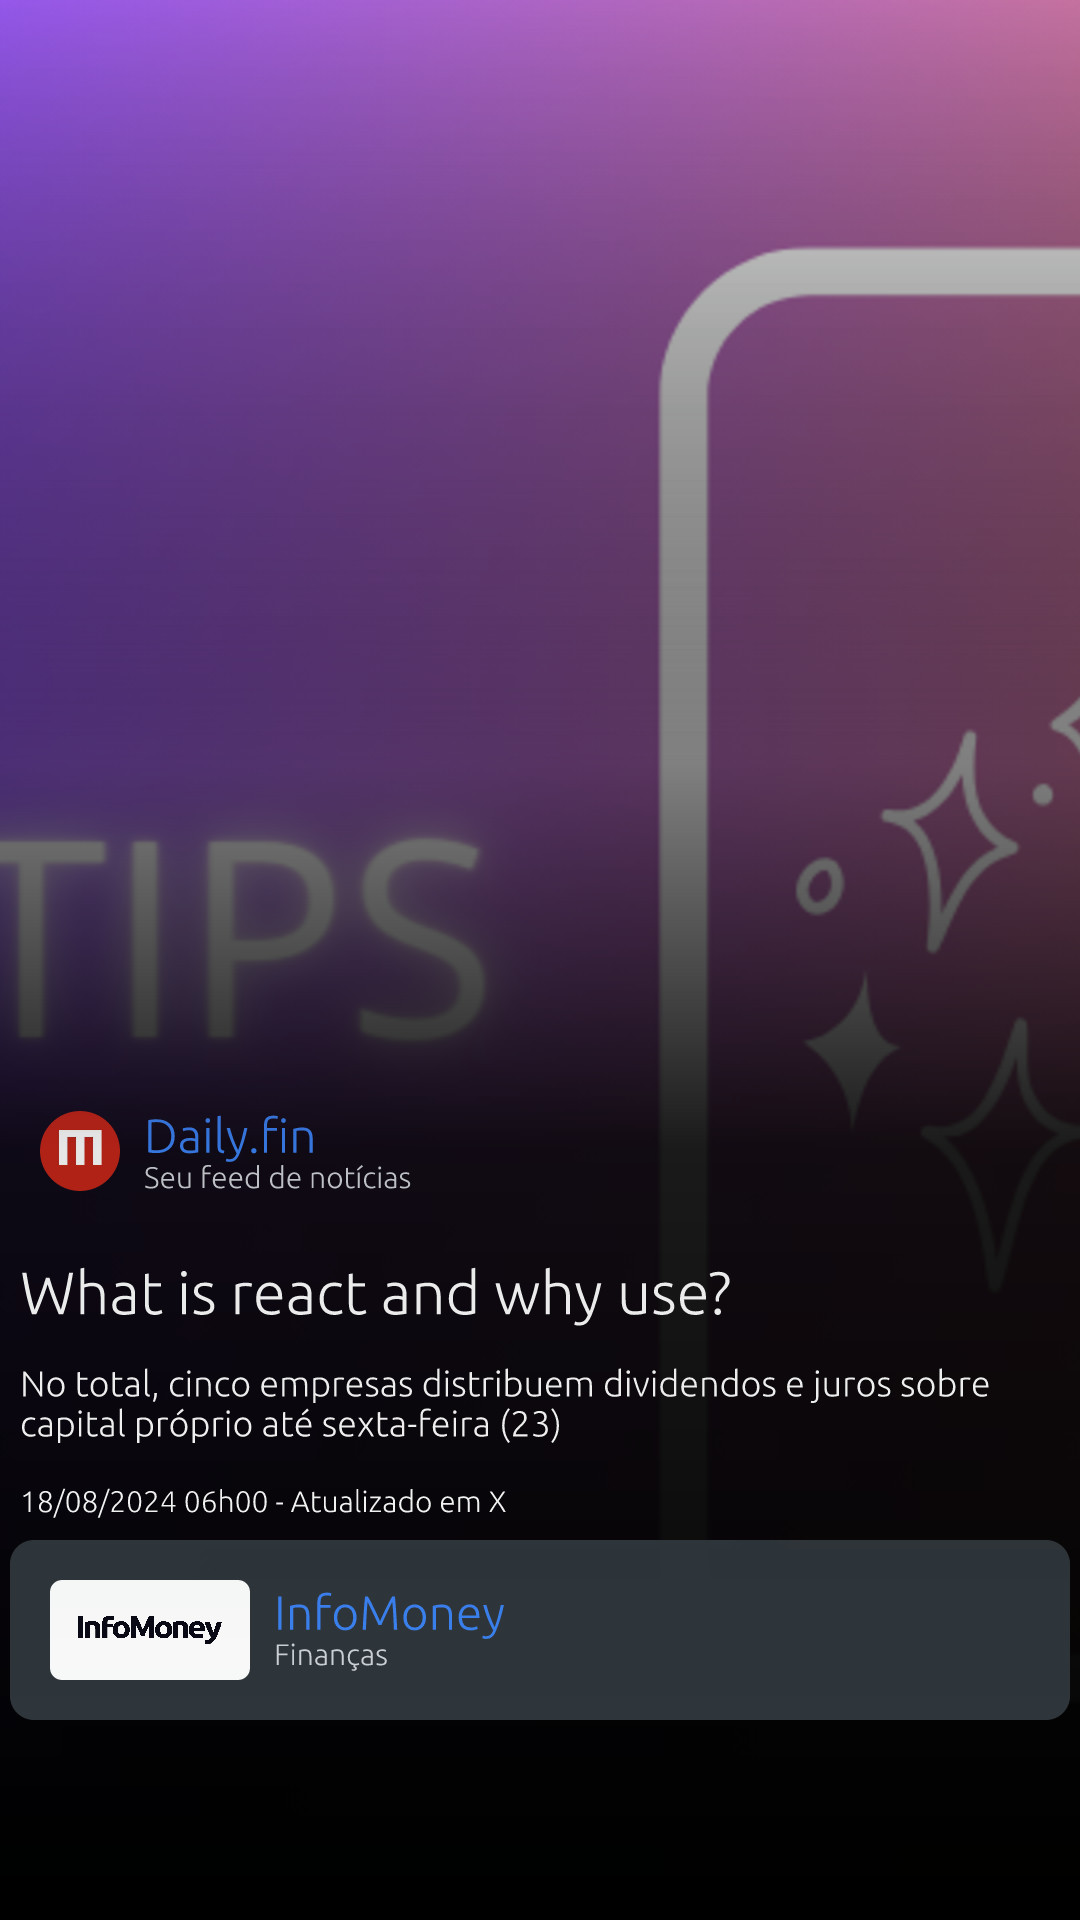 TIPS
Daily.fin
Seu feed de notícias
What is react and why use?
No total, cinco empresas distribuem dividendos e juros sobre
capital próprio até sexta-feira (23)
18/08/2024 06h00 - Atualizado em X
InfoMoney
InfoMoney
Finanças